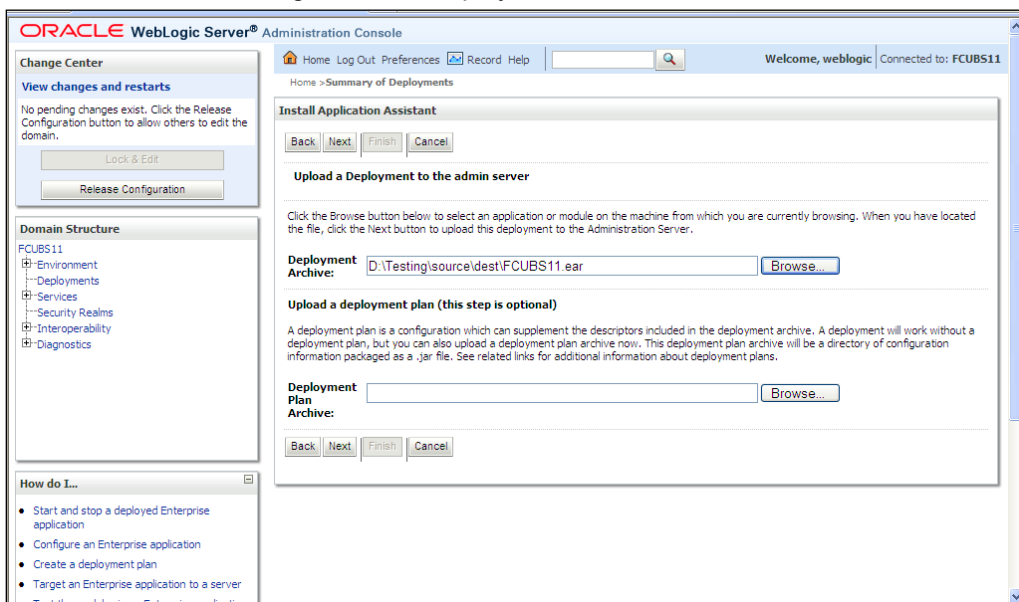 ORACLE WebLogic Server® Administration Console
Change Center
View changes and restarts
No pending changes exist. Click the Release
Configuration button to allow others to edit the
domain.
Lock & Edit
Release Configuration
Domain Structure
FCUBS11
Environment
Deployments
Services
Security Realms
Interoperability
Diagnostics
How do I...
Start and stop a deployed Enterprise
application
Configure an Enterprise application
Create a deployment plan
Target an Enterprise application to a server
Home Log Out Preferences Record Help
Welcome, weblogic Connected to: FCUBS11
Home >Summary of Deployments
Install Application Assistant
Back Next Finish Cancel
Upload a Deployment to the admin server
Click the Browse button below to select an application or module on the machine from which you are currently browsing. When you have located
the file, click the Next button to upload this deployment to the Administration Server.
Deployment
Archive:
D:\Testing\source\dest\FCUBS11.ear
Browse...
Upload a deployment plan (this step is optional)
A deployment plan is a configuration which can supplement the descriptors included in the deployment archive. A deployment will work without a
deployment plan, but you can also upload a deployment plan archive now. This deployment plan archive will be a directory of configuration
information packaged as a .jar file. See related links for additional information about deployment plans.
Deployment
Plan
Archive:
Browse...
Back Next Finish Cancel